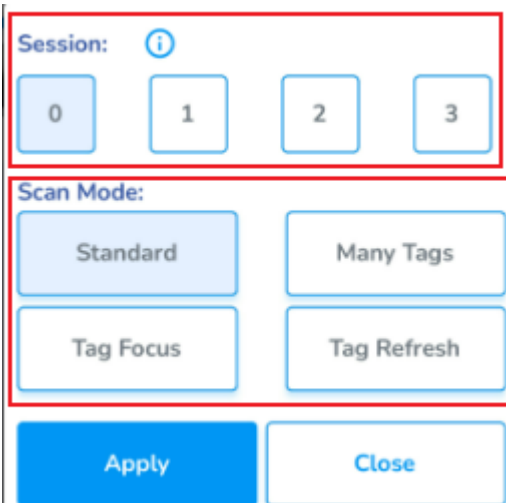 Session:
0 1 2 3
Scan Mode:
Standard Many Tags
Tag Focus Tag Refresh
Apply Close